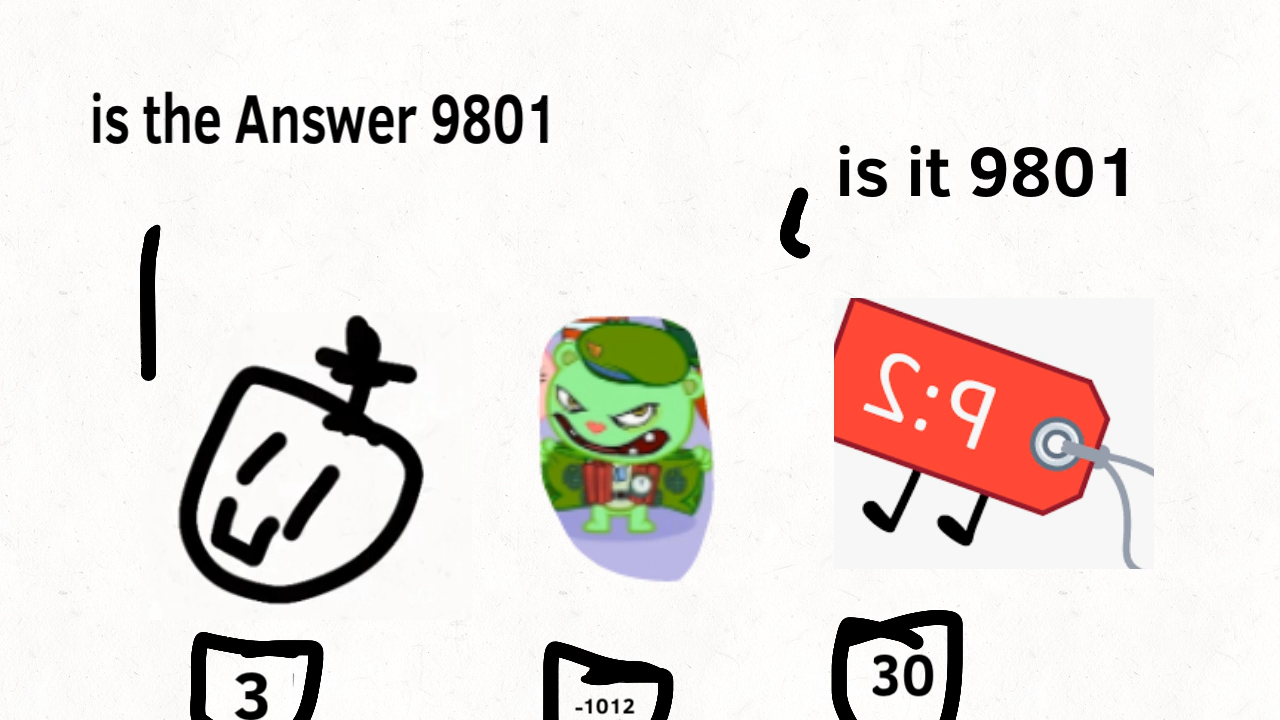 is the Answer 9801
is it 9801
p:2
3
-1012
30